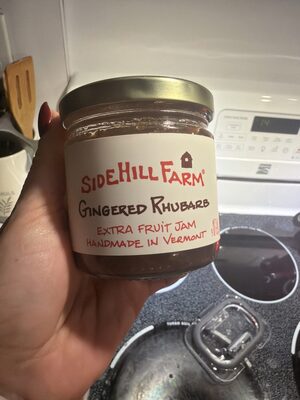 SIDEHILL FARM®
GINGERED RHUBARB
EXTRA FRUIT JAM
HANDMADE IN VERMONT